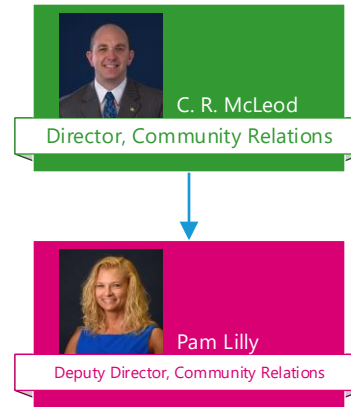 C. R. McLeod
Director, Community Relations
Pam Lilly
Deputy Director, Community Relations